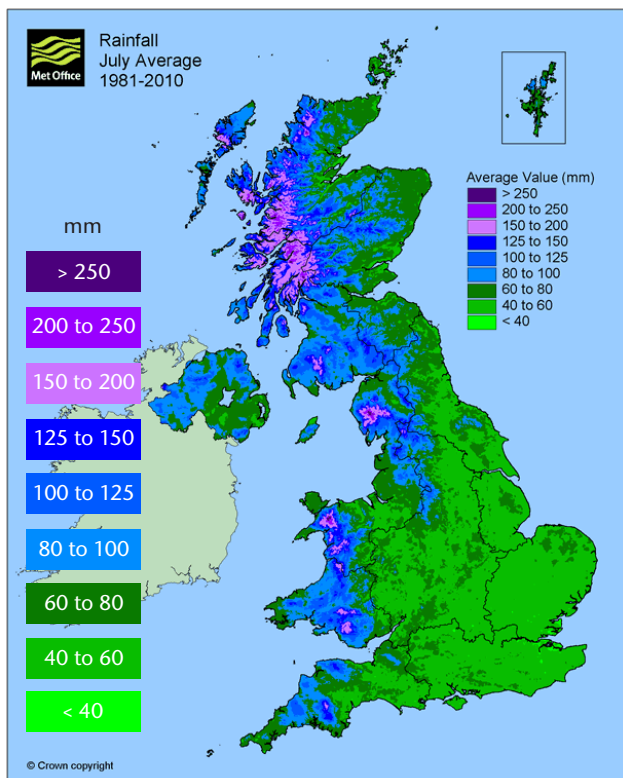 Met Office
Rainfall
July Average
1981-2010
Average Value (mm)
> 250
200 to 250
150 to 200
125 to 150
100 to 125
80 to 100
60 to 80
40 to 60
< 40
mm
> 250
200 to 250
150 to 200
125 to 150
100 to 125
80 to 100
60 to 80
40 to 60
< 40
© Crown copyright